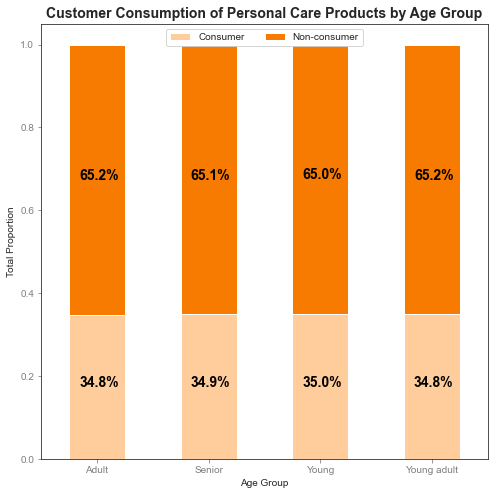 Customer Consumption of Personal Care Products by Age Group
Consumer Non-consumer
1.0
0.8
0.6
0.4
0.2
0.0
Total Proportion
65.2% 65.1% 65.0% 65.2%
34.8% 34.9% 35.0% 34.8%
Adult Senior Young Young adult
Age Group